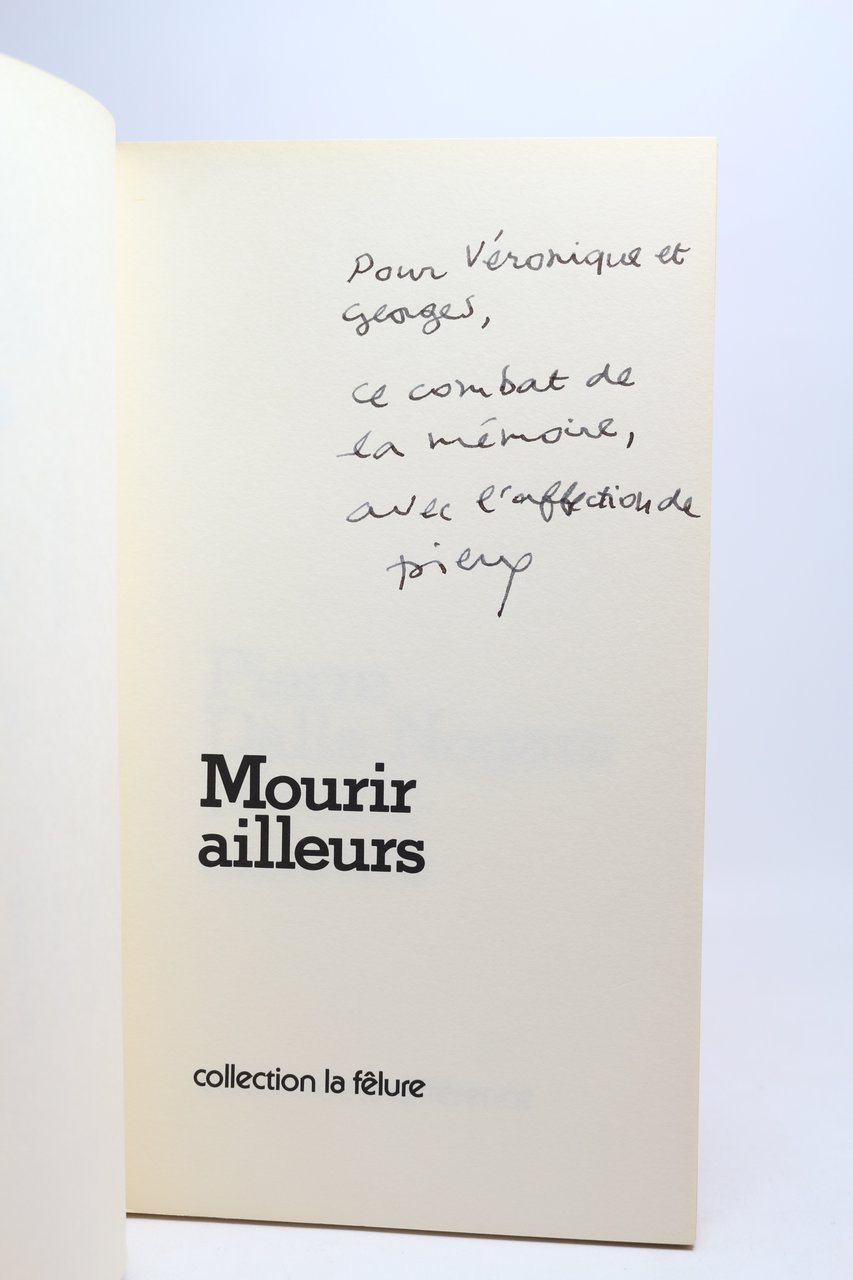 Pour Véronique et
Georges,
ce combat de
la mémoire,
avec l'affection de
Pierre
Mourir
ailleurs
collection la fêlure